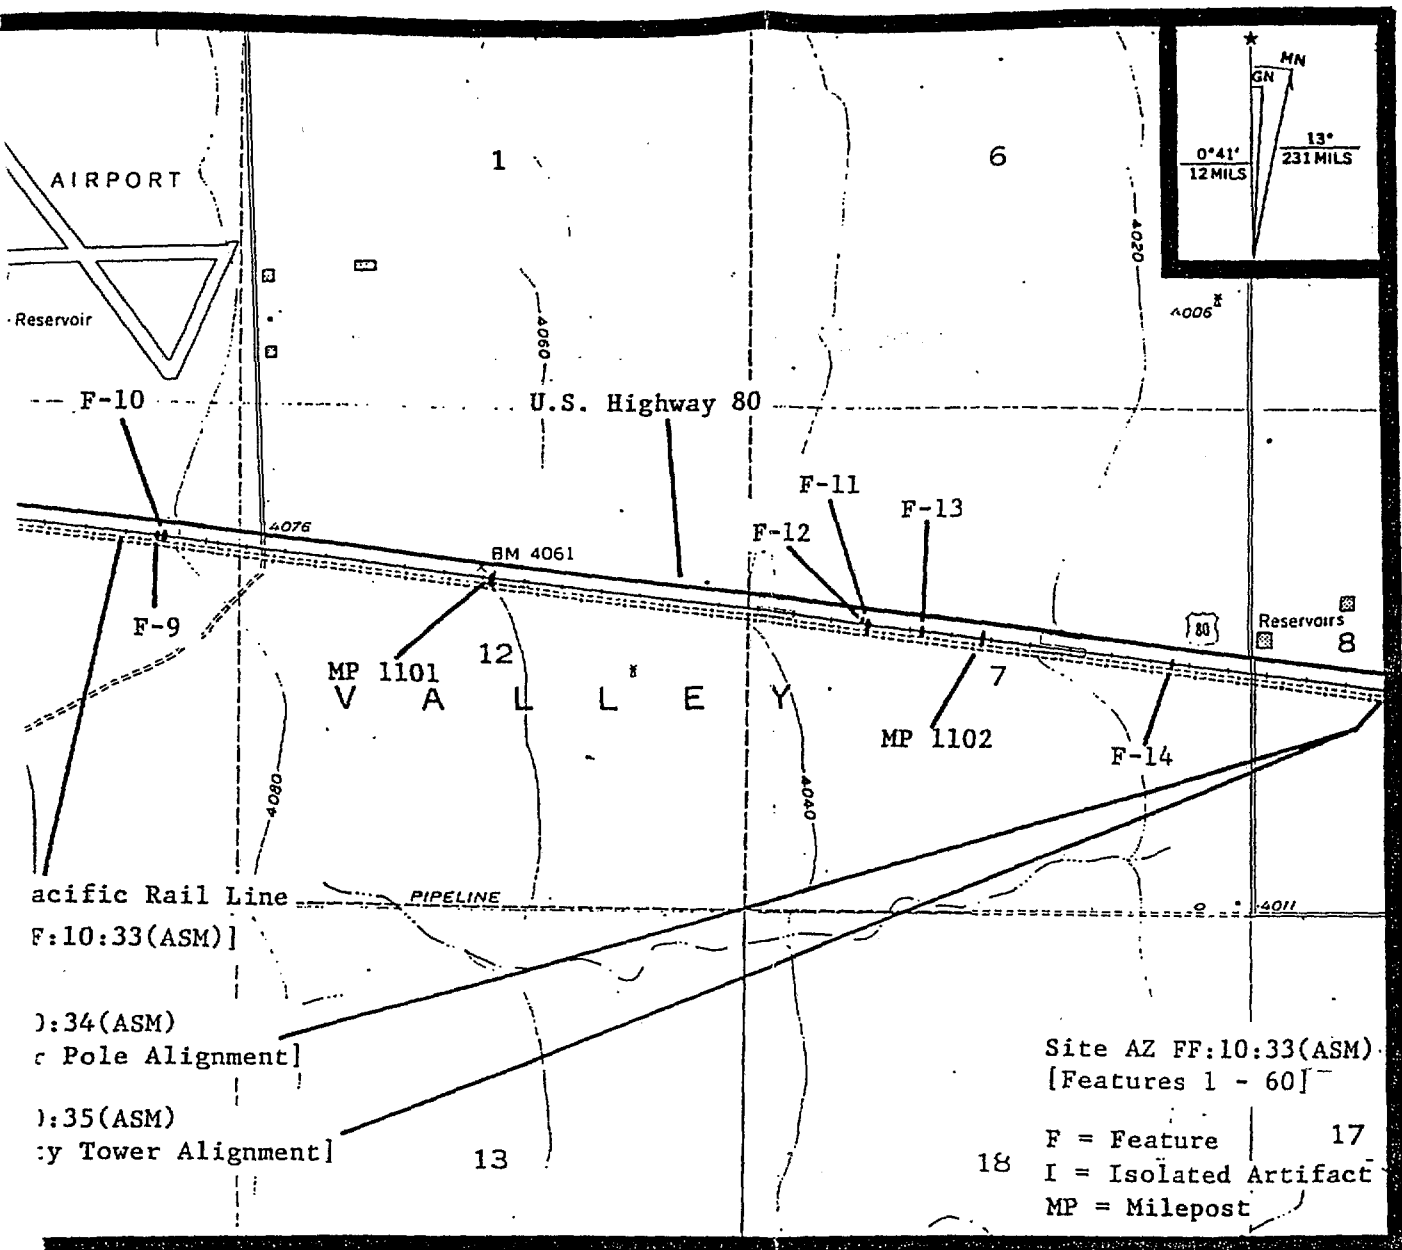 MN
GN
13°
231 MILS
0°41'
12 MILS
1
6
AIRPORT
4020
Reservoir
4006
4060
F-10
U.S. Highway 80
F-11
F-13
F-12
4076
BM 4061
F-9
80
Reservoirs
8
12
MP 1101
7
V A L L E Y
MP 1102
F-14
4080
4040
acific Rail Line
PIPELINE
4011
F:10:33(ASM)]
:34(ASM)
Pole Alignment]
:35(ASM)
y Tower Alignment]
Site AZ FF:10:33(ASM)
[Features 1 - 60]
13
18
17
F = Feature
I = Isolated Artifact
MP = Milepost